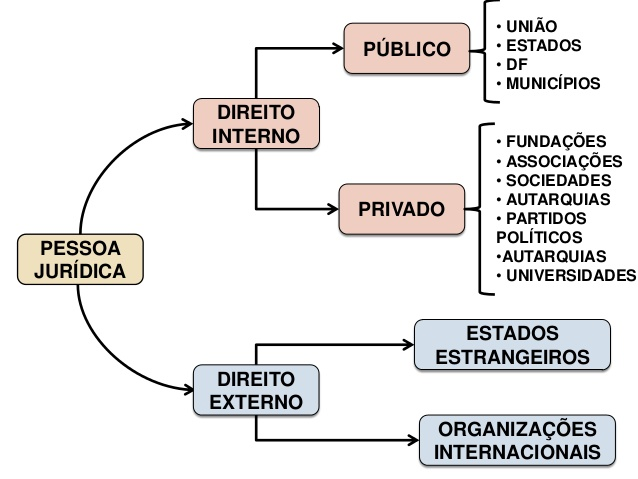 PÚBLICO
• UNIÃO
• ESTADOS
• DF
• MUNICÍPIOS
DIREITO
INTERNO
• FUNDAÇÕES
• ASSOCIAÇÕES
• SOCIEDADES
• AUTARQUIAS
• PARTIDOS
POLÍTICOS
•AUTARQUIAS
• UNIVERSIDADES
PRIVADO
PESSOA
JURÍDICA
ESTADOS
ESTRANGEIROS
DIREITO
EXTERNO
ORGANIZAÇÕES
INTERNACIONAIS